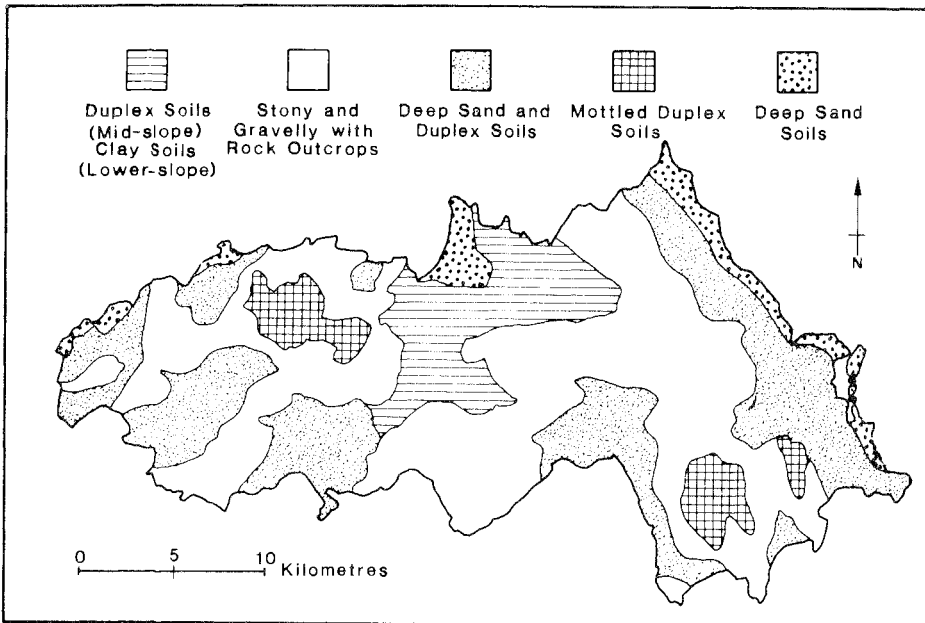 Duplex Soils
(Mid-slope)
Clay Soils
(Lower-slope)
Stony and
Gravelly with
Rock Outcrops
Deep Sand and
Duplex Soils
Mottled Duplex
Soils
Deep Sand
Soils
N
0 5 10
Kilometres